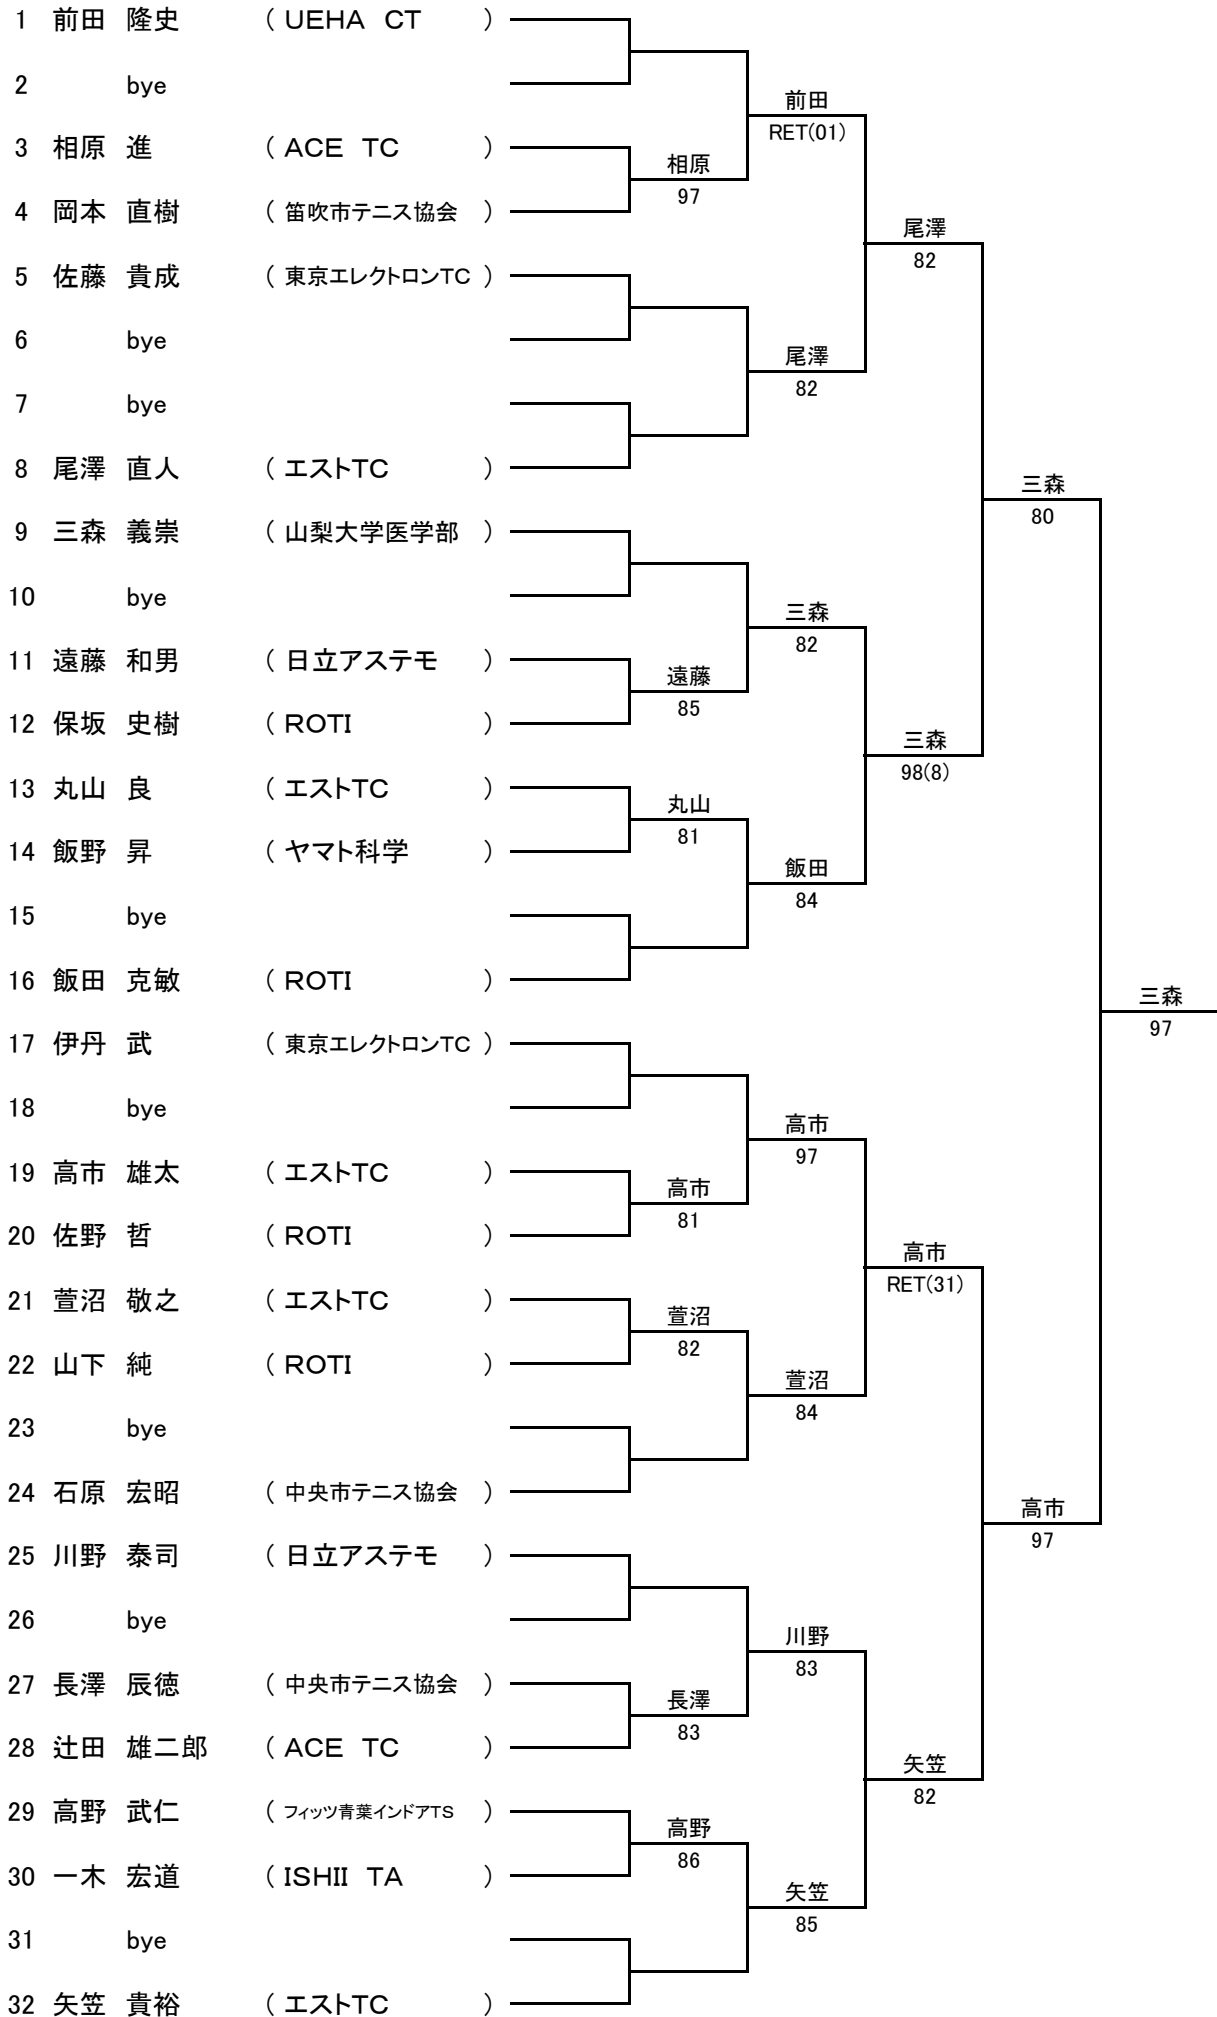 1 前田 隆史 ( UEHA CT )
2 bye
前田
RET(01)
3 相原 進 ( ACE TC )
相原
97
4 岡本 直樹 ( 笛吹市テニス協会 )
尾澤
82
5 佐藤 貴成 ( 東京エレクトロンTC )
6 bye
尾澤
82
7 bye
8 尾澤 直人 ( エストTC )
三森
80
9 三森 義崇 ( 山梨大学医学部 )
10 bye
三森
82
11 遠藤 和男 ( 日立アステモ )
遠藤
85
12 保坂 史樹 ( ROTI )
三森
98(8)
13 丸山 良 ( エストTC )
丸山
81
14 飯野 昇 ( ヤマト科学 )
飯田
84
15 bye
16 飯田 克敏 ( ROTI )
三森
97
17 伊丹 武 ( 東京エレクトロンTC )
18 bye
高市
97
19 高市 雄太 ( エストTC )
高市
81
20 佐野 哲 ( ROTI )
高市
RET(31)
21 萱沼 敬之 ( エストTC )
萱沼
82
22 山下 純 ( ROTI )
萱沼
84
23 bye
24 石原 宏昭 ( 中央市テニス協会 )
高市
97
25 川野 泰司 ( 日立アステモ )
26 bye
川野
83
27 長澤 辰徳 ( 中央市テニス協会 )
長澤
83
28 辻田 雄二郎 ( ACE TC )
矢笠
82
29 高野 武仁 ( フィッツ青葉インドアTS )
高野
86
30 一木 宏道 ( ISHII TA )
矢笠
85
31 bye
32 矢笠 貴裕 ( エストTC )